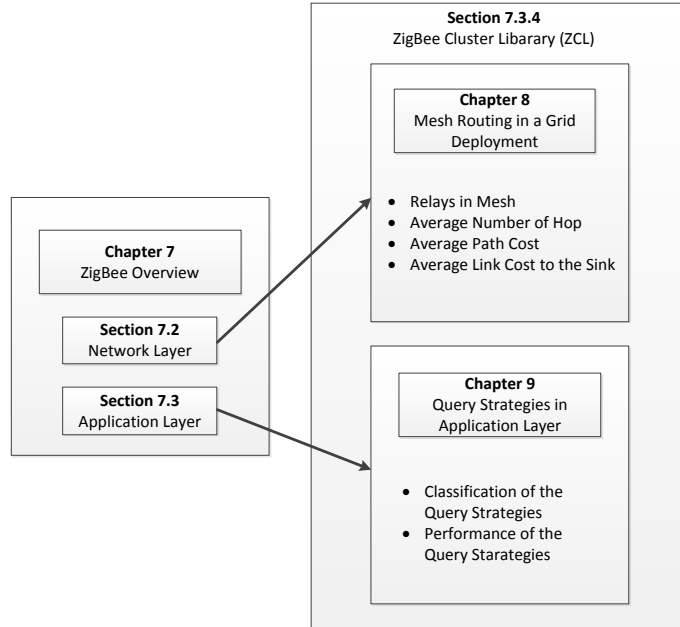 Section 7.3.4
ZigBee Cluster Libarary (ZCL)
Chapter 8
Mesh Routing in a Grid
Deployment
• Relays in Mesh
• Average Number of Hop
• Average Path Cost
• Average Link Cost to the Sink
Chapter 7
ZigBee Overview
Section 7.2
Network Layer
Section 7.3
Application Layer
Chapter 9
Query Strategies in
Application Layer
• Classification of the
Query Strategies
• Performance of the
Query Starategies